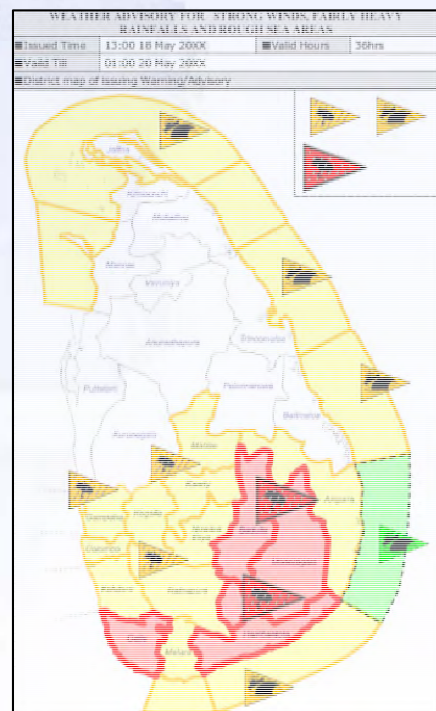 WEATHER ADVISORY FOR STRONG WINDS, FAIRLY HEAVY
RAINFALLS AND ROUGH SEA AREAS
■Issued Time 13:00 18 May 20XX ■Valid Hours 36hrs
■Valid Till 01:00 20 May 20XX
■District map of issuing Warning/Advisory
Jaffna
Kilinochchi
Mullaitivu
Mannar
Vavuniya
Anuradhapura
Trincomalee
Puttalam
Polonnaruwa
Batticaloa
Kurunegala
Matale
Kandy
Ampara
Gampaha
Kegalle
Nuwara
Eliya
Badulla
Colombo
Monaragala
Kalutara
Ratnapura
Galle
Matara
Hambantota